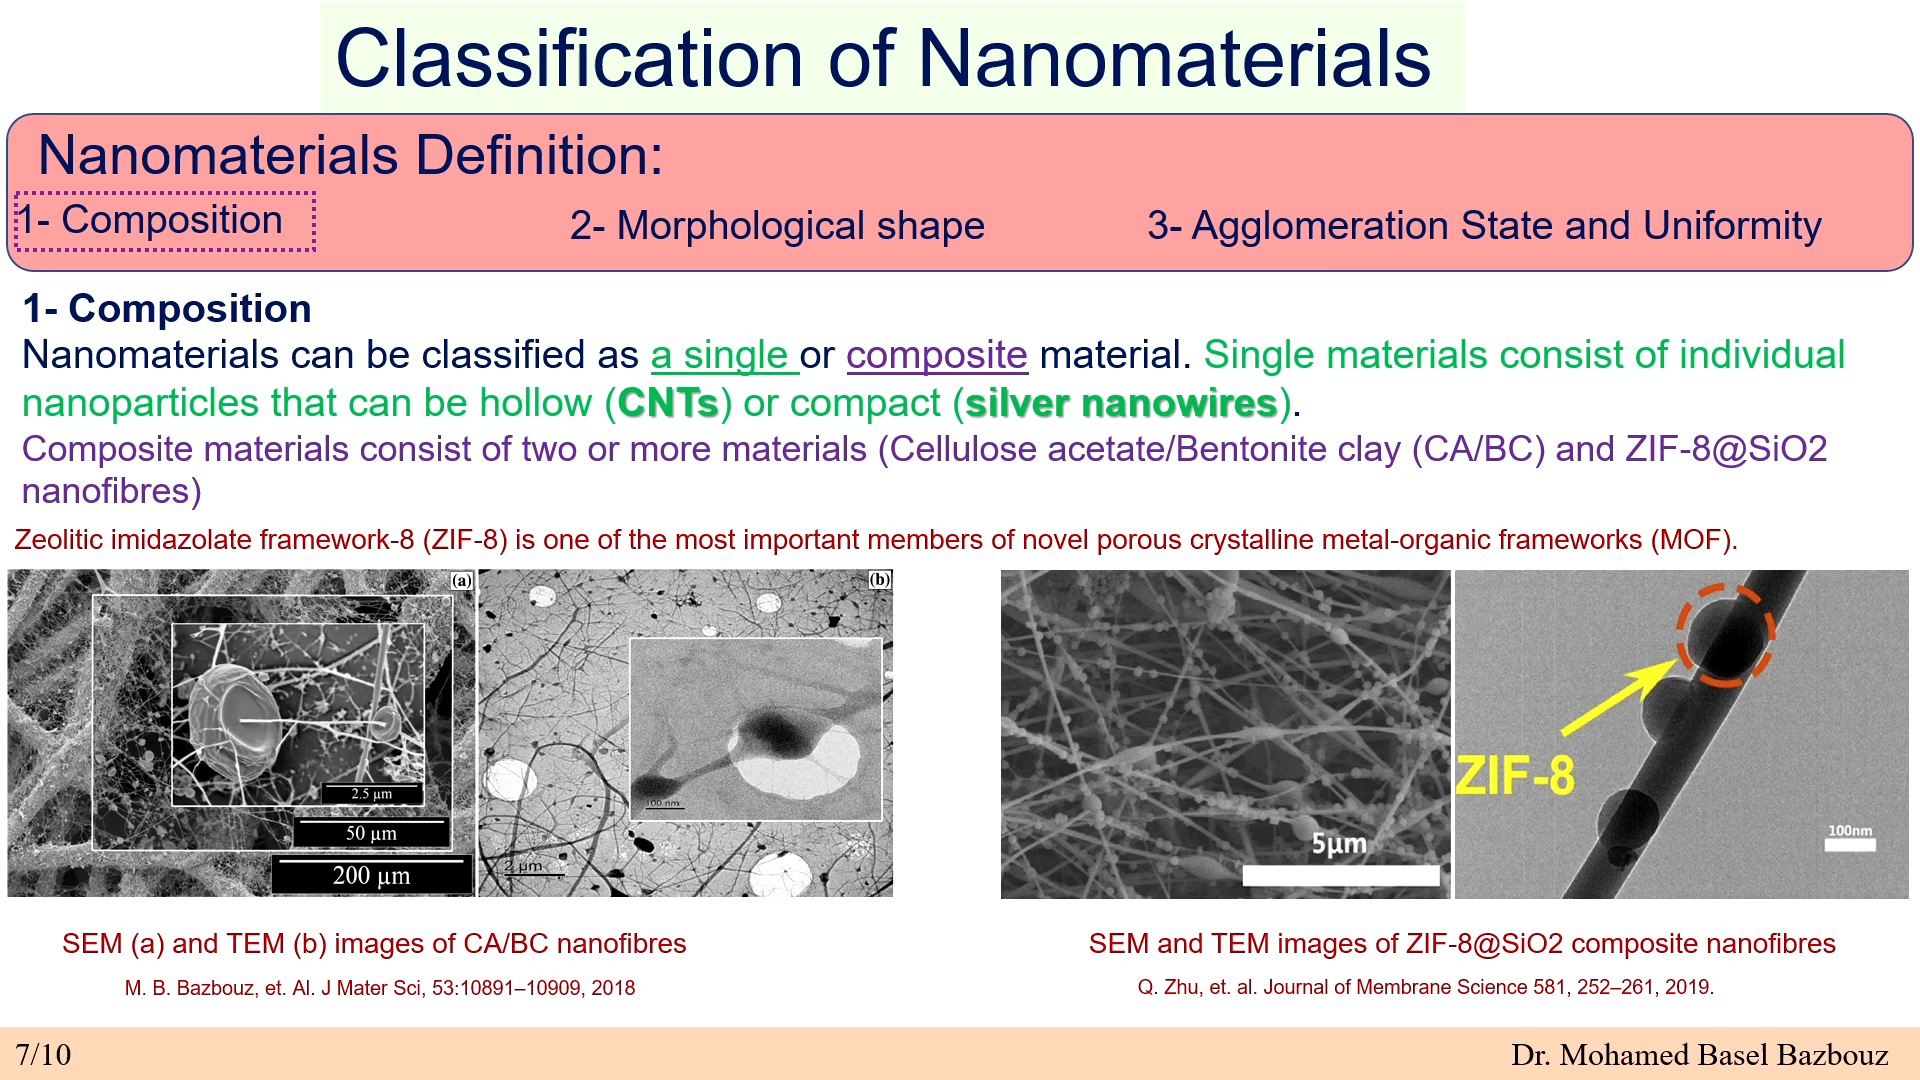 Classification of Nanomaterials
Nanomaterials Definition:
1- Composition
2- Morphological shape
3- Agglomeration State and Uniformity
1- Composition
Nanomaterials can be classified as a single or composite material. Single materials consist of individual
nanoparticles that can be hollow (CNTs) or compact (silver nanowires).
Composite materials consist of two or more materials (Cellulose acetate/Bentonite clay (CA/BC) and ZIF-8@SiO2
nanofibres)
Zeolitic imidazolate framework-8 (ZIF-8) is one of the most important members of novel porous crystalline metal-organic frameworks (MOF).
(a)
2.5 µm
50 µm
200 µm
(b)
100 nm
2 µm
5µm
ZIF-8
100nm
SEM (a) and TEM (b) images of CA/BC nanofibres
M. B. Bazbouz, et. Al. J Mater Sci, 53:10891–10909, 2018
SEM and TEM images of ZIF-8@SiO2 composite nanofibres
Q. Zhu, et. al. Journal of Membrane Science 581, 252–261, 2019.
7/10
Dr. Mohamed Basel Bazbouz